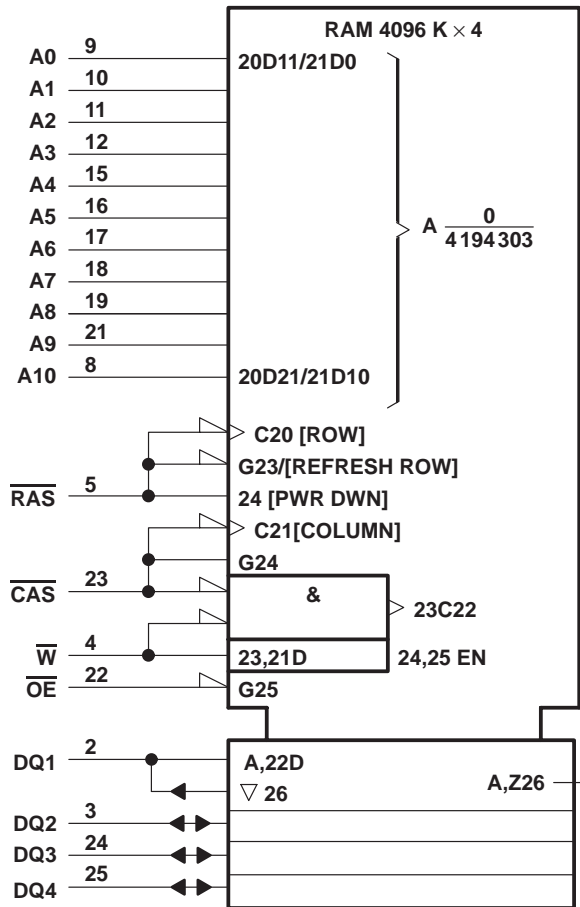 RAM 4096 K × 4
A0 9 20D11/21D0
A1 10
A2 11
A3 12
A4 15
A5 16
A 0
4 194 303
A6 17
A7 18
A8 19
A9 21
A10 8 20D21/21D10
C20 [ROW]
G23/[REFRESH ROW]
RAS 5 24 [PWR DWN]
C21[COLUMN]
G24
CAS 23 &
23C22
W 4 23,21D 24,25 EN
OE 22 G25
DQ1 2 A,22D
26 A,Z26
DQ2 3
DQ3 24
DQ4 25